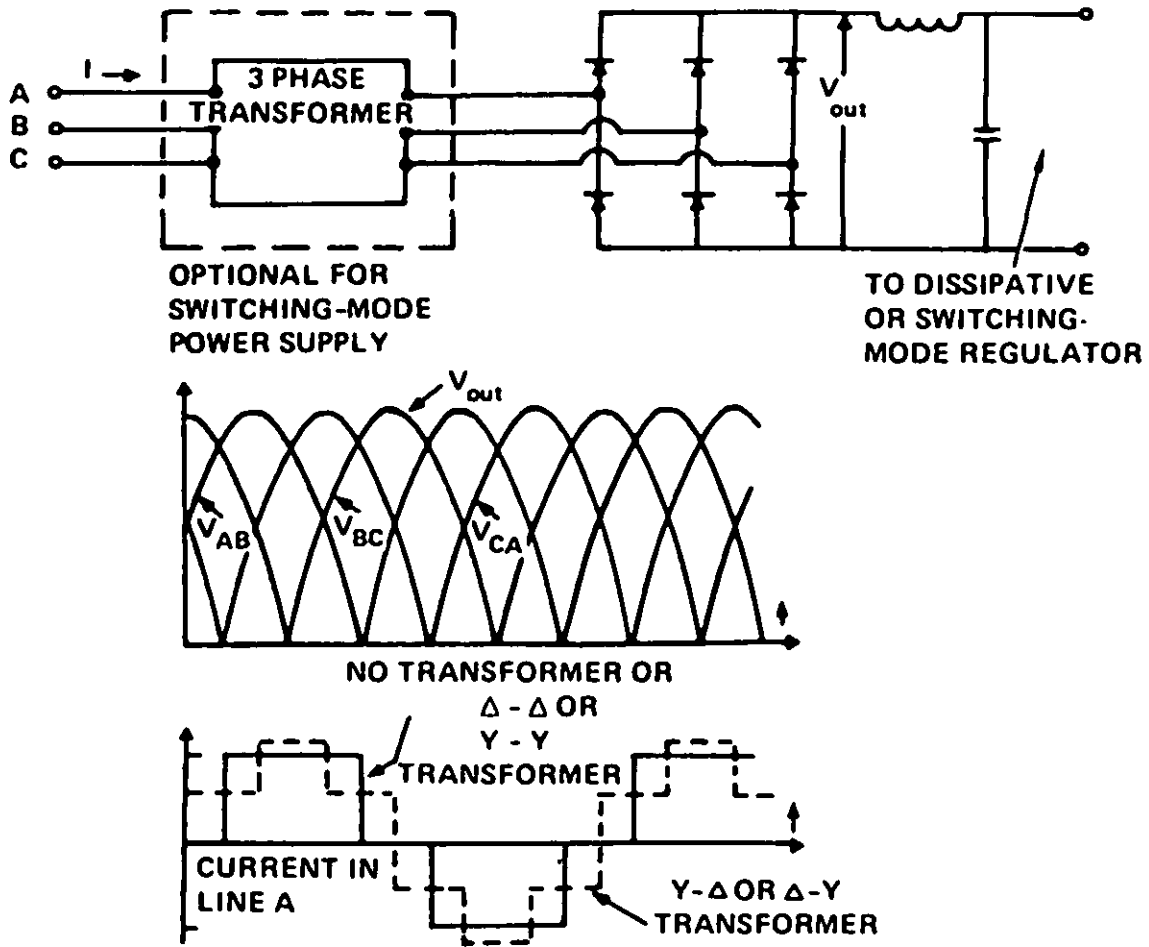 I →
3 PHASE
TRANSFORMER
A
B
C
V out
OPTIONAL FOR
SWITCHING-MODE
POWER SUPPLY
TO DISSIPATIVE
OR SWITCHING-
MODE REGULATOR
V out
V AB
V BC
V CA
NO TRANSFORMER OR
Δ - Δ OR
Y - Y
TRANSFORMER
CURRENT IN
LINE A
Y-Δ OR Δ-Y
TRANSFORMER